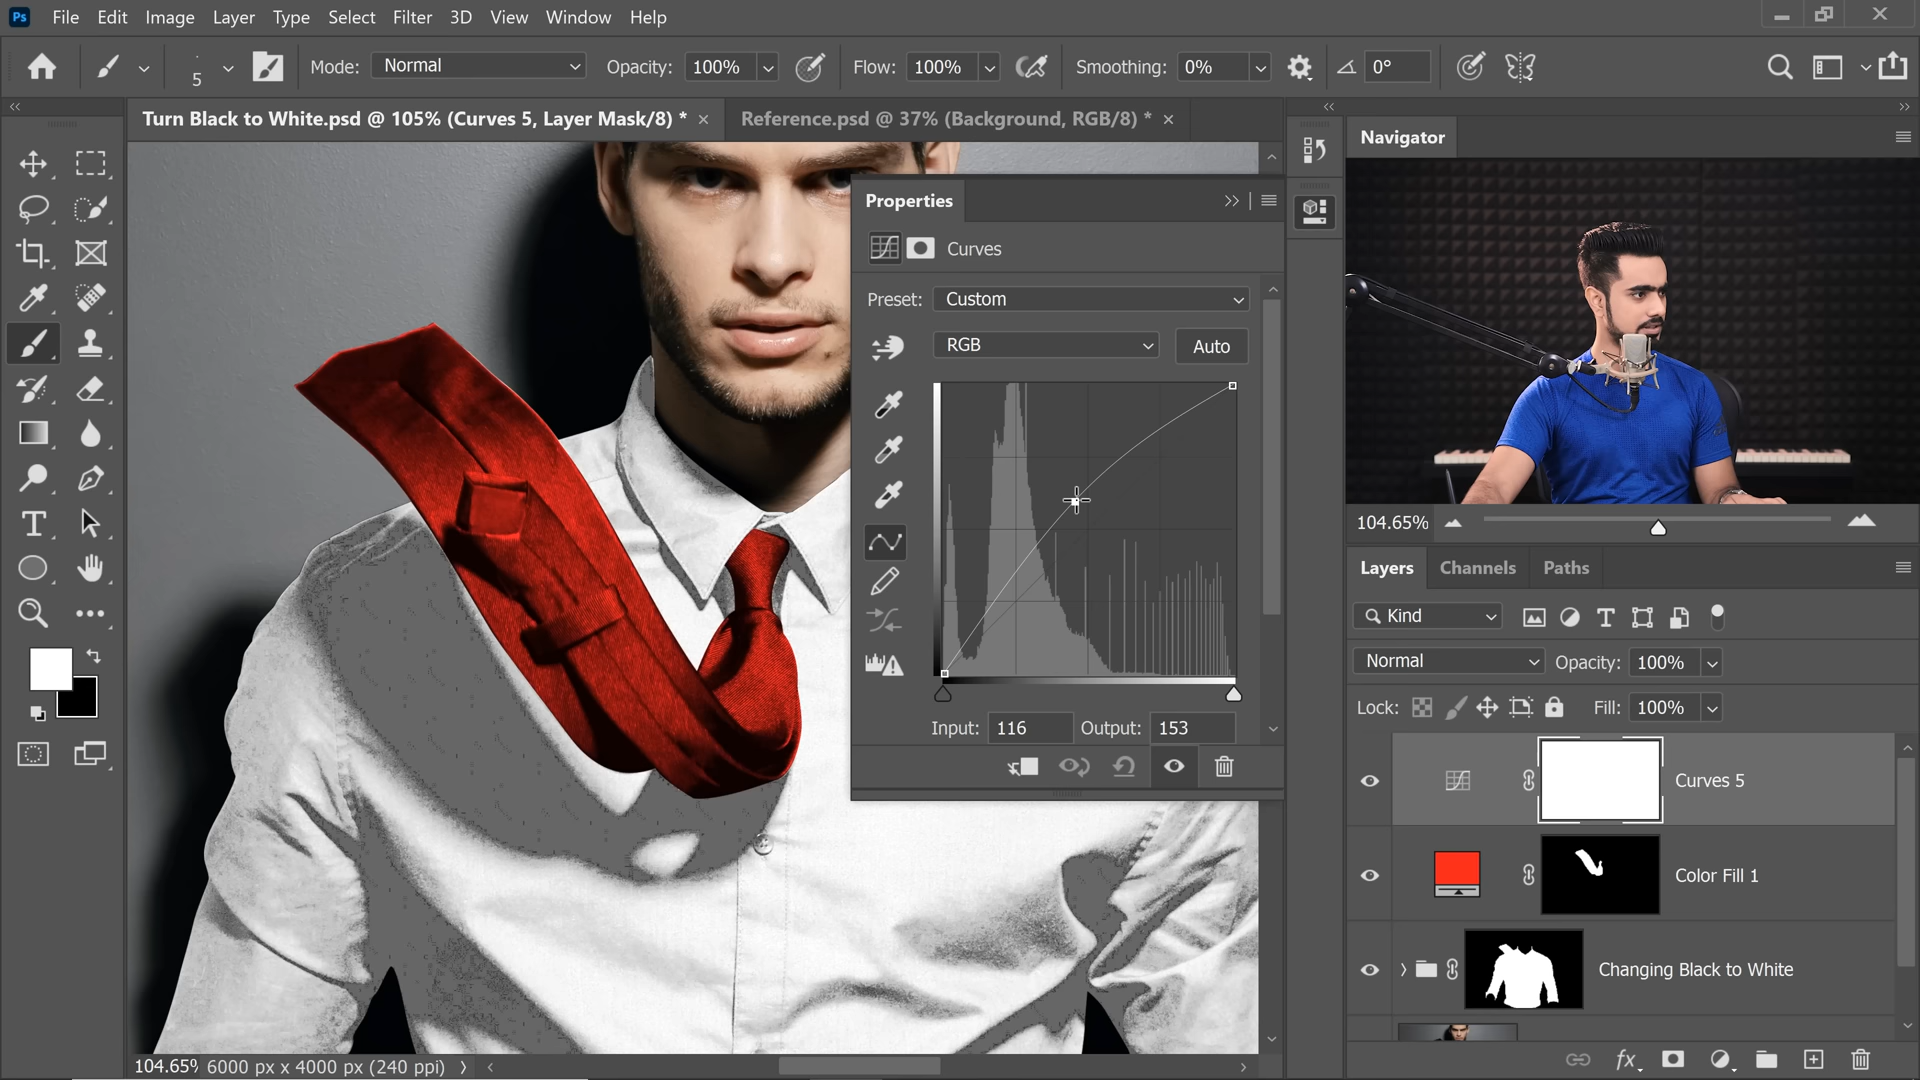 Ps File Edit Image Layer Type Select Filter 3D View Window Help
5 Mode: Normal Opacity: 100% Flow: 100% Smoothing: 0% 0°
Turn Black to White.psd @ 105% (Curves 5, Layer Mask/8) * × Reference.psd @ 37% (Background, RGB/8) * ×
Navigator
Properties
Curves
Preset: Custom
RGB Auto
Input: 116 Output: 153
104.65%
Layers Channels Paths
Kind
Normal Opacity: 100%
Lock: Fill: 100%
Curves 5
Color Fill 1
Changing Black to White
fx
104.65% 6000 px x 4000 px (240 ppi)